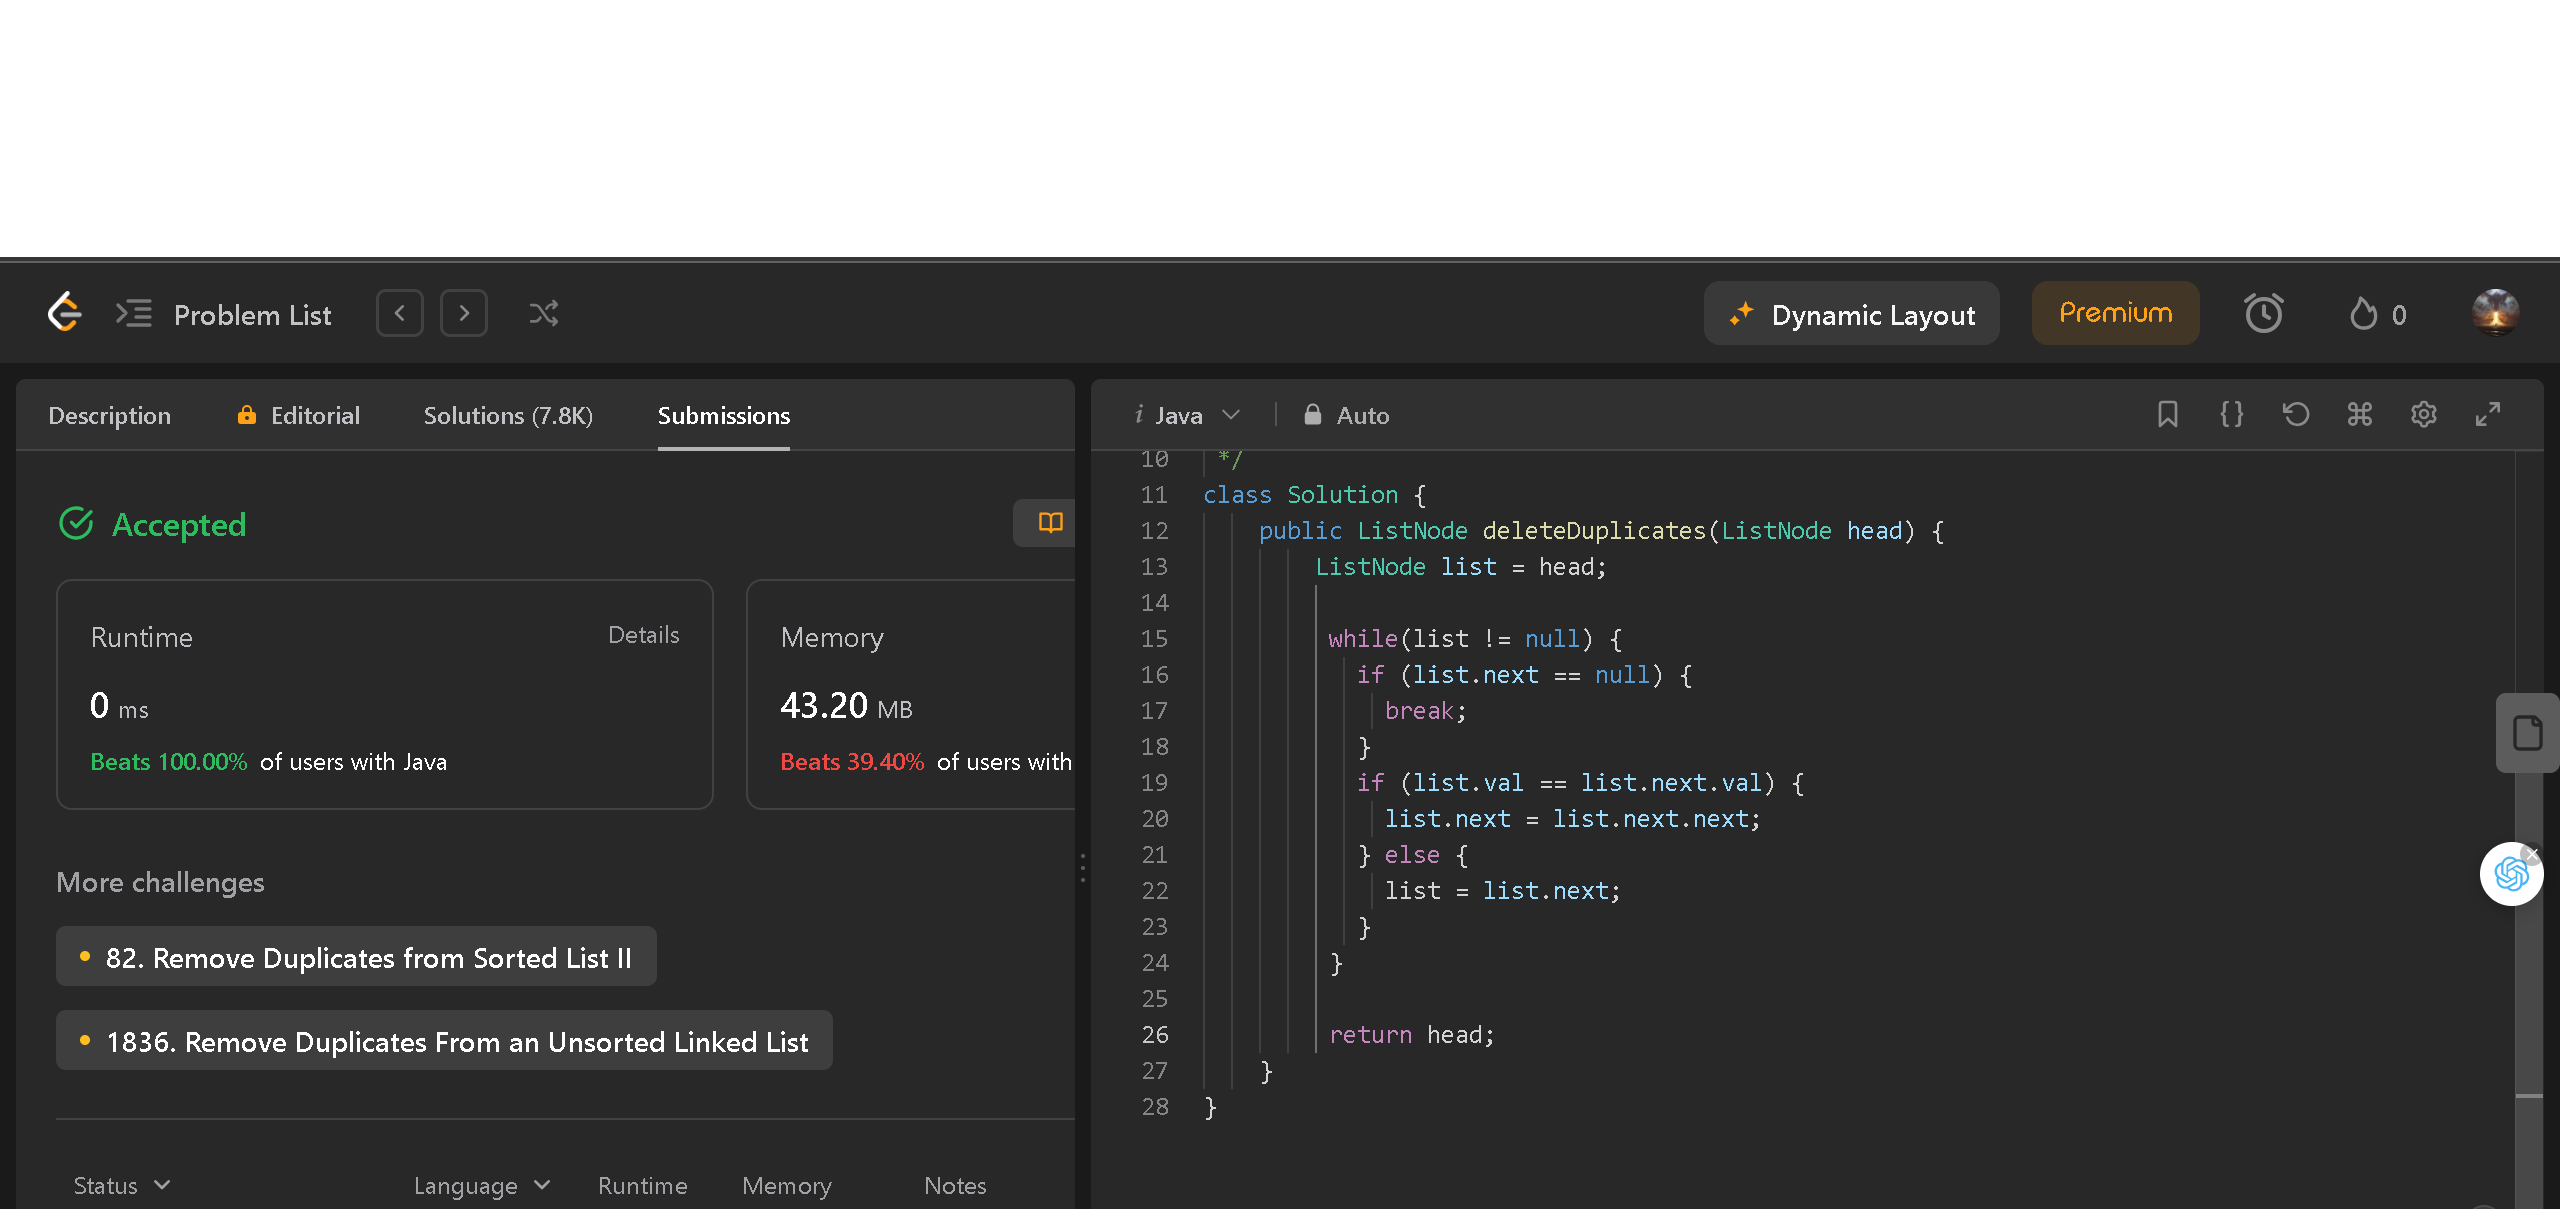 Problem List
Dynamic Layout
Premium
0
Description
Editorial
Solutions (7.8K)
Submissions
Accepted
Runtime
Details
0 ms
Beats 100.00% of users with Java
Memory
43.20 MB
Beats 39.40% of users with
More challenges
82. Remove Duplicates from Sorted List II
1836. Remove Duplicates From an Unsorted Linked List
Status
Language
Runtime
Memory
Notes
i Java
Auto
10 */
11 class Solution {
12 public ListNode deleteDuplicates(ListNode head) {
13 ListNode list = head;
14
15 while(list != null) {
16 if (list.next == null) {
17 break;
18 }
19 if (list.val == list.next.val) {
20 list.next = list.next.next;
21 } else {
22 list = list.next;
23 }
24 }
25
26 return head;
27 }
28 }